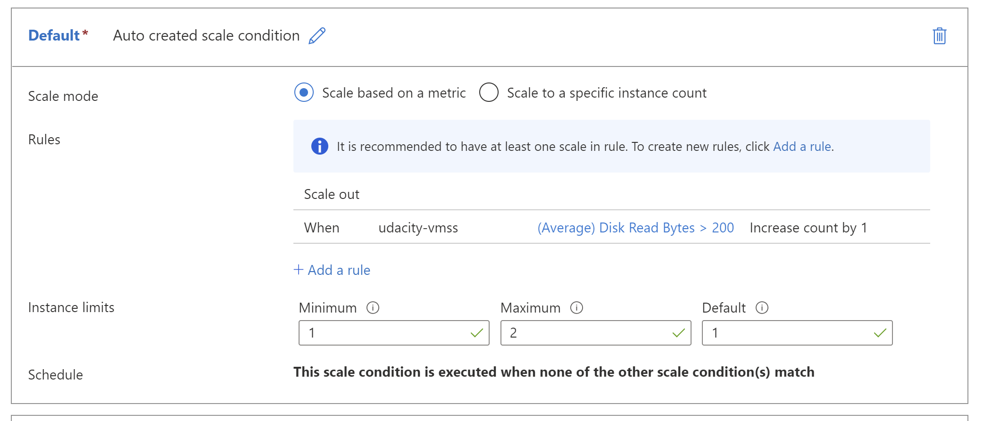 Default * Auto created scale condition
Scale mode
Scale based on a metric Scale to a specific instance count
Rules
It is recommended to have at least one scale in rule. To create new rules, click Add a rule.
Scale out
When udacity-vmss (Average) Disk Read Bytes > 200 Increase count by 1
+ Add a rule
Instance limits
Minimum Maximum Default
1 2 1
Schedule
This scale condition is executed when none of the other scale condition(s) match